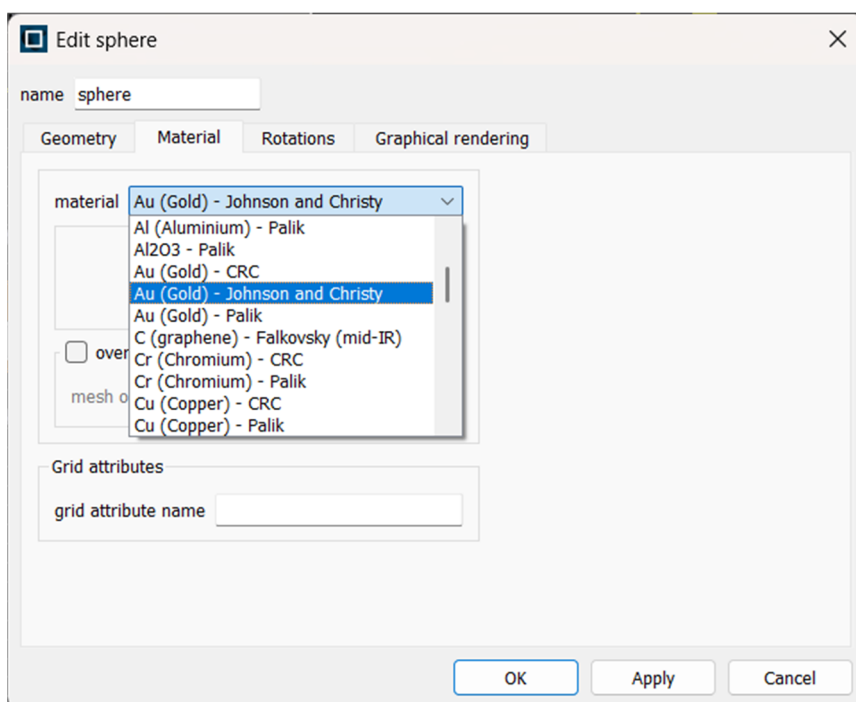 Edit sphere
name sphere
Geometry Material Rotations Graphical rendering
material Au (Gold) - Johnson and Christy
Al (Aluminium) - Palik
Al2O3 - Palik
Au (Gold) - CRC
Au (Gold) - Johnson and Christy
Au (Gold) - Palik
C (graphene) - Falkovsky (mid-IR)
over
Cr (Chromium) - CRC
Cr (Chromium) - Palik
mesh o
Cu (Copper) - CRC
Cu (Copper) - Palik
Grid attributes
grid attribute name
OK Apply Cancel